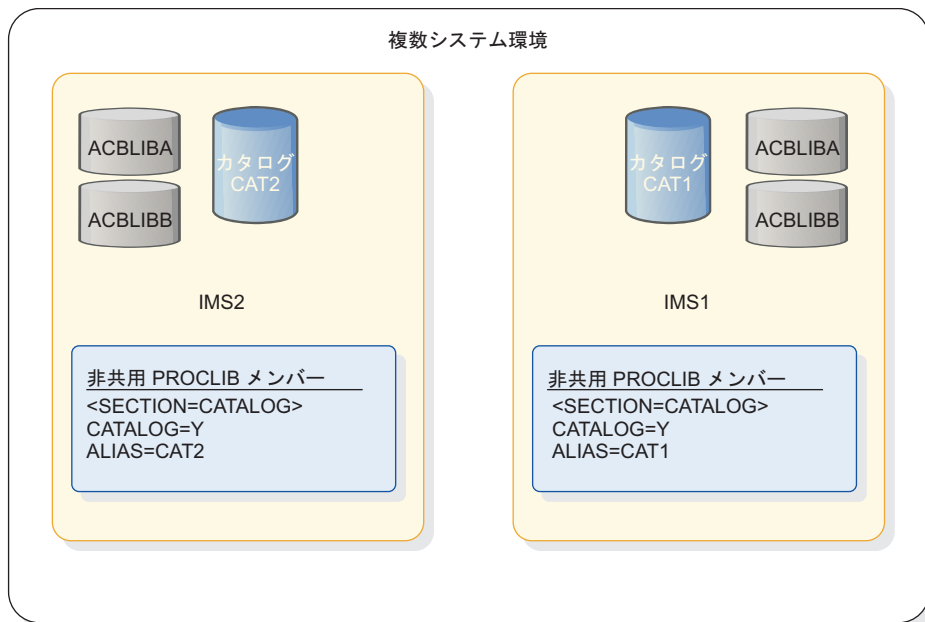 複数システム環境
ACBLIBA
ACBLIBB
カタログ
CAT2
IMS2
非共用 PROCLIB メンバー
<SECTION=CATALOG>
CATALOG=Y
ALIAS=CAT2
カタログ
CAT1
ACBLIBA
ACBLIBB
IMS1
非共用 PROCLIB メンバー
<SECTION=CATALOG>
CATALOG=Y
ALIAS=CAT1